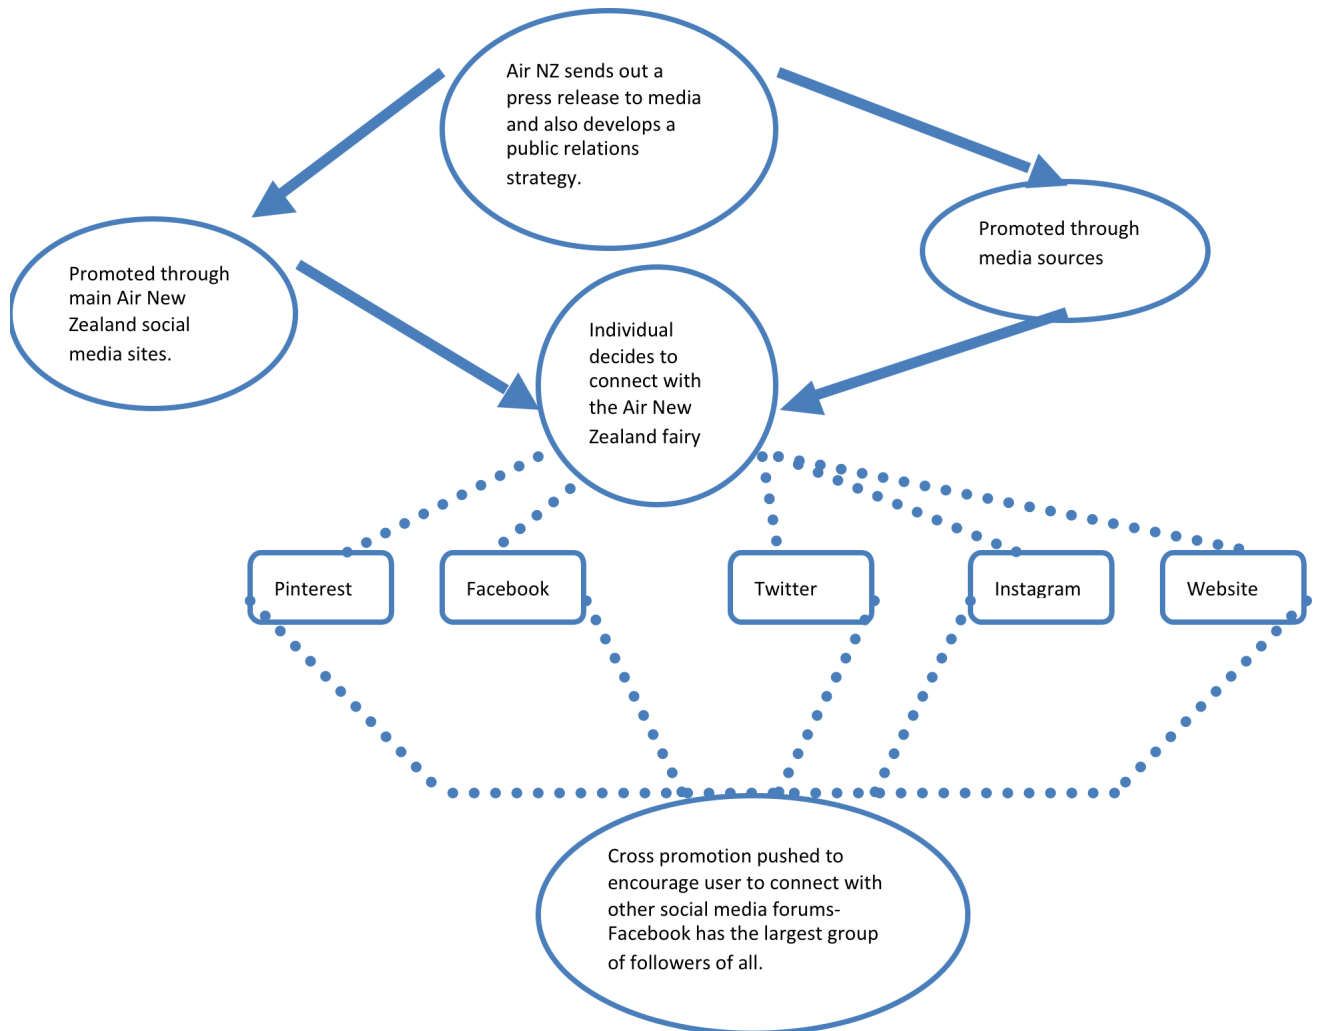 Air NZ sends out a
press release to media
and also develops a
public relations
strategy.
Promoted through
media sources
Promoted through
main Air New
Zealand social
media sites.
Individual
decides to
connect with
the Air New
Zealand fairy
Pinterest
Facebook
Twitter
Instagram
Website
Cross promotion pushed to
encourage user to connect with
other social media forums-
Facebook has the largest group
of followers of all.